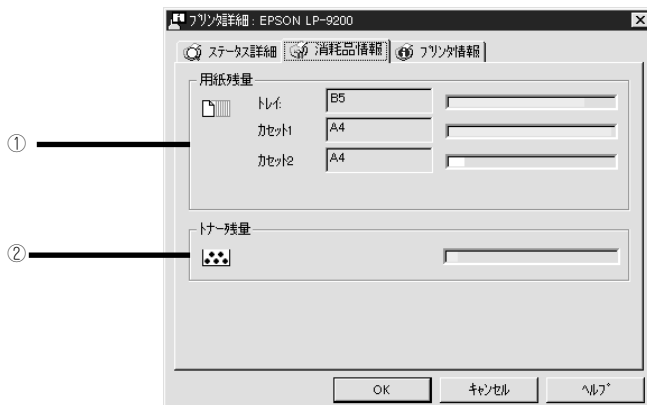 プリンタ詳細 : EPSON LP-9200
ステータス詳細 消耗品情報 プリンタ情報
用紙残量
トレイ: B5
① カセット1 A4
カセット2 A4
トナー残量
②
OK キャンセル ヘルプ